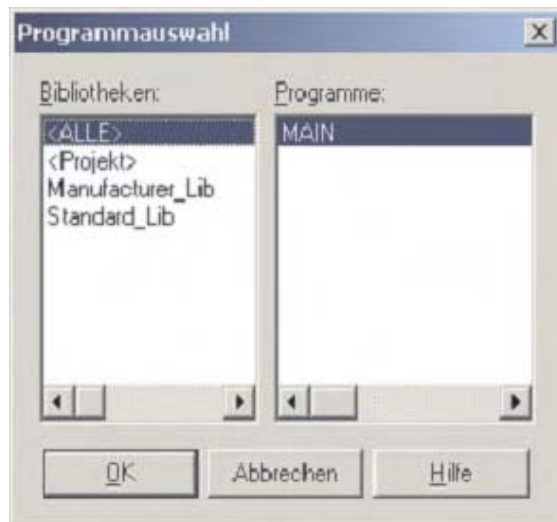 Programmauswahl
Bibliotheken:
<ALLE>
<Projekt>
Manufacturer_Lib
Standard_Lib
Programme:
MAIN
OK
Abbrechen
Hilfe